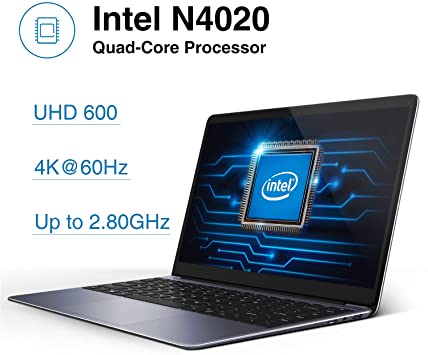 Intel N4020
Quad-Core Processor
UHD 600
4K@60Hz
Up to 2.80GHz
intel